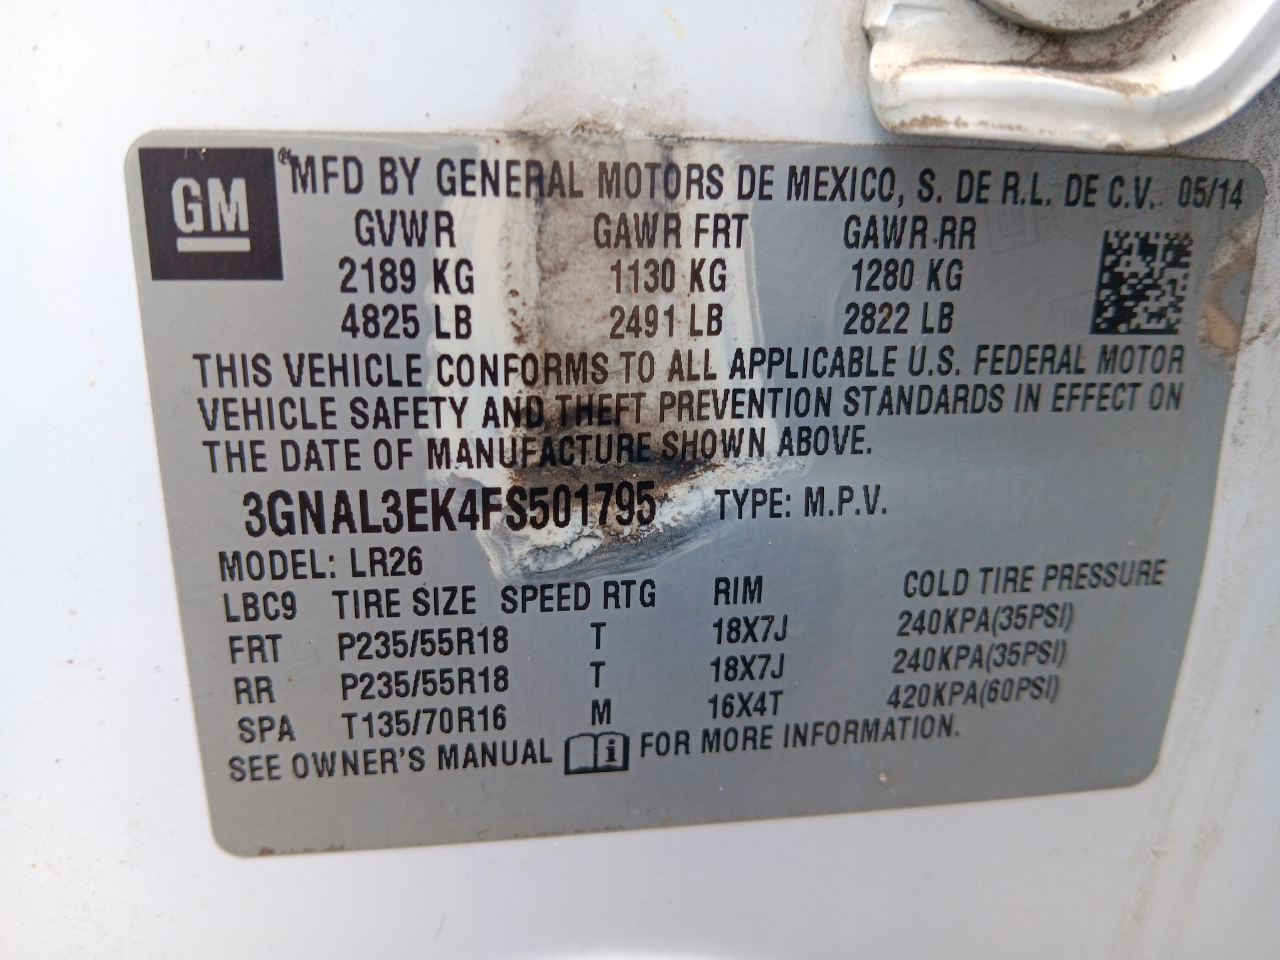 GM
MFD BY GENERAL MOTORS DE MEXICO, S. DE R.L. DE C.V. 05/14
GVWR GAWR FRT GAWR RR
2189 KG 1130 KG 1280 KG
4825 LB 2491 LB 2822 LB
THIS VEHICLE CONFORMS TO ALL APPLICABLE U.S. FEDERAL MOTOR
VEHICLE SAFETY AND THEFT PREVENTION STANDARDS IN EFFECT ON
THE DATE OF MANUFACTURE SHOWN ABOVE.
3GNAL3EK4FS501795 TYPE: M.P.V.
MODEL: LR26
LBC9 TIRE SIZE SPEED RTG RIM COLD TIRE PRESSURE
FRT P235/55R18 T 18X7J 240KPA(35PSI)
RR P235/55R18 T 18X7J 240KPA(35PSI)
SPA T135/70R16 M 16X4T 420KPA(60PSI)
SEE OWNER'S MANUAL i FOR MORE INFORMATION.